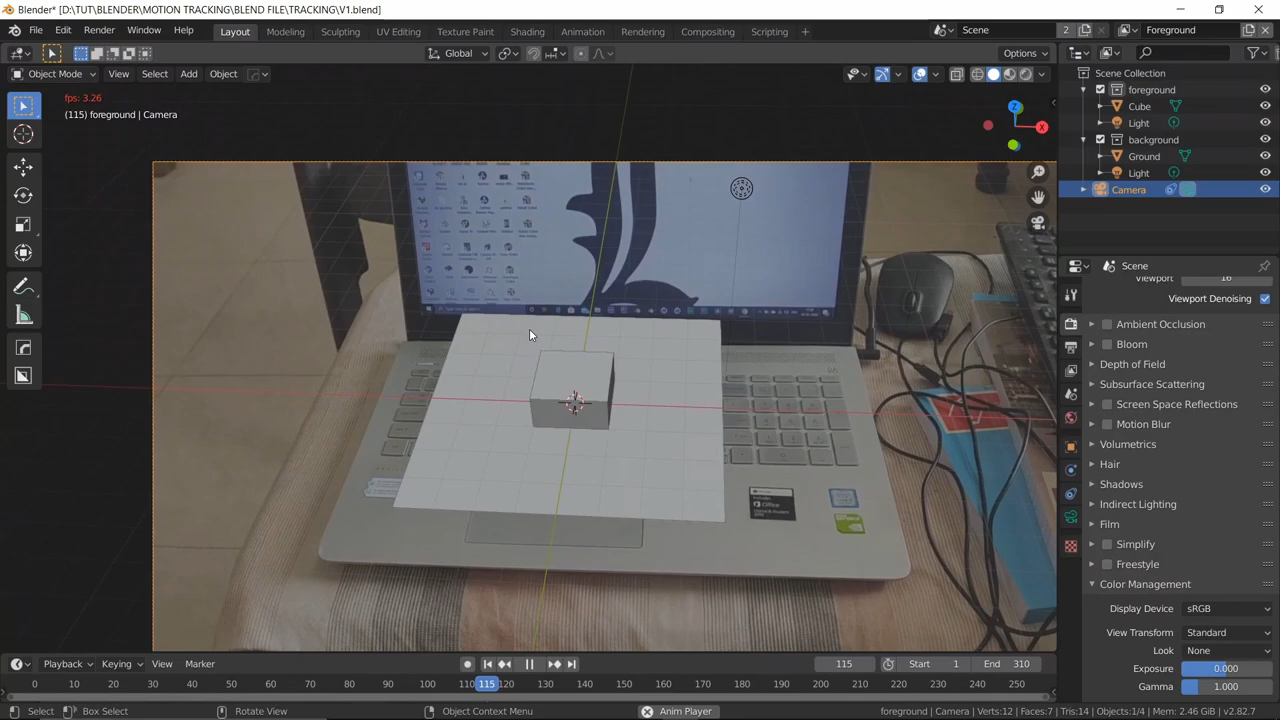 Blender* [D:\TUT\BLENDER\MOTION TRACKING\BLEND FILE\TRACKING\V1.blend]
File Edit Render Window Help Layout Modeling Sculpting UV Editing Texture Paint Shading Animation Rendering Compositing Scripting + Scene 2 Foreground
Global Options
Object Mode View Select Add Object
Scene Collection
fps: 3.26
(115) foreground | Camera
foreground
Cube
Light
background
Ground
Light
Camera
Z
X
Scene
Viewport 16
Viewport Denoising
Ambient Occlusion
Bloom
Depth of Field
Subsurface Scattering
Screen Space Reflections
Motion Blur
Volumetrics
Hair
Shadows
Indirect Lighting
Film
Simplify
Freestyle
Color Management
Display Device sRGB
View Transform Standard
Look None
Exposure 0.000
Gamma 1.000
Office
Playback Keying View Marker 115 Start 1 End 310
0 10 20 30 40 50 60 70 80 90 100 110 115 120 130 140 150 160 170 180 190 200 210 220 230 240 250
Select Box Select Rotate View Object Context Menu Anim Player foreground | Camera | Verts:12 | Faces:7 | Tris:14 | Objects:1/4 | Mem: 2.46 GiB | v2.82.7